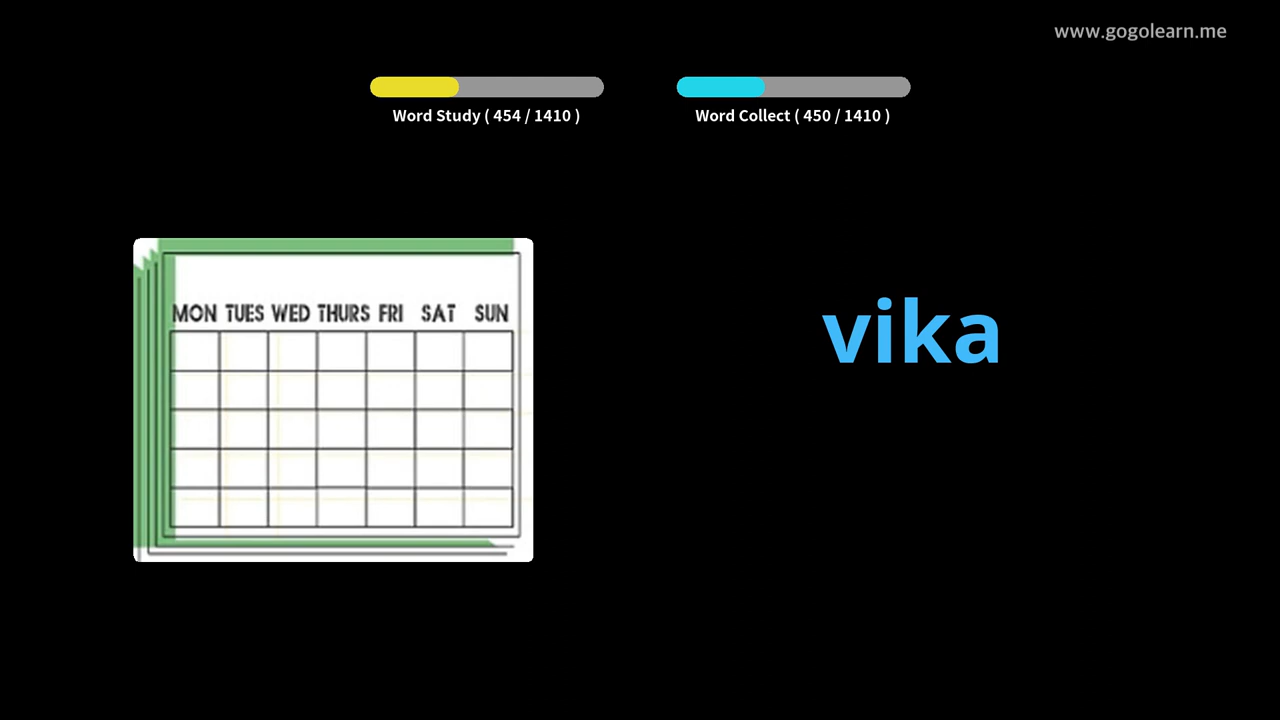 www.gogolearn.me
Word Study ( 454 / 1410 )
Word Collect ( 450 / 1410 )
MON TUES WED THURS FRI SAT SUN
vika